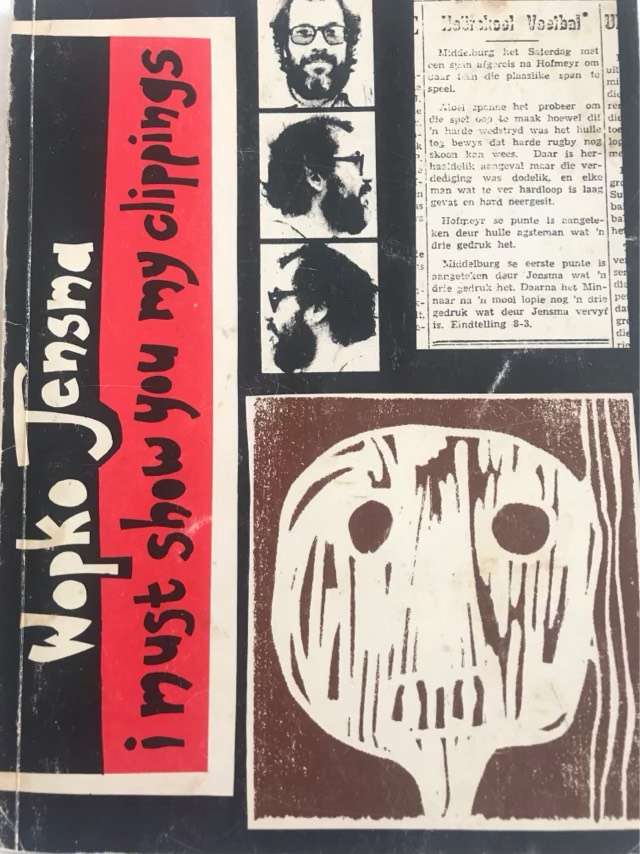 Wopko Jensma
i must show you my clippings
Middelburg het Saterdag met
een span afgereis na Hofmeyr om
daar teen die plaaslike span te
speel.
Mooi spanne het probeer om
die spel oop te maak hoewel dit
'n harde wedstryd was het hulle
tog bewys dat harde rugby nog
skoon kan wees. Daar is her-
haaldelik aangeval maar die ver-
dediging was dodelik, en elke
man wat te ver hardloop is laag
gevat en hard neergesit.
Hofmeyr se punte is aangete-
ken deur hulle agsteman wat 'n
drie gedruk het.
Middelburg se eerste punte is
aangeteken deur Jensma wat 'n
drie gedruk het. Daarna het Min-
naar na 'n mooi lopie nog 'n drie
gedruk wat deur Jensma vervyf
is. Eindtelling 8-3.